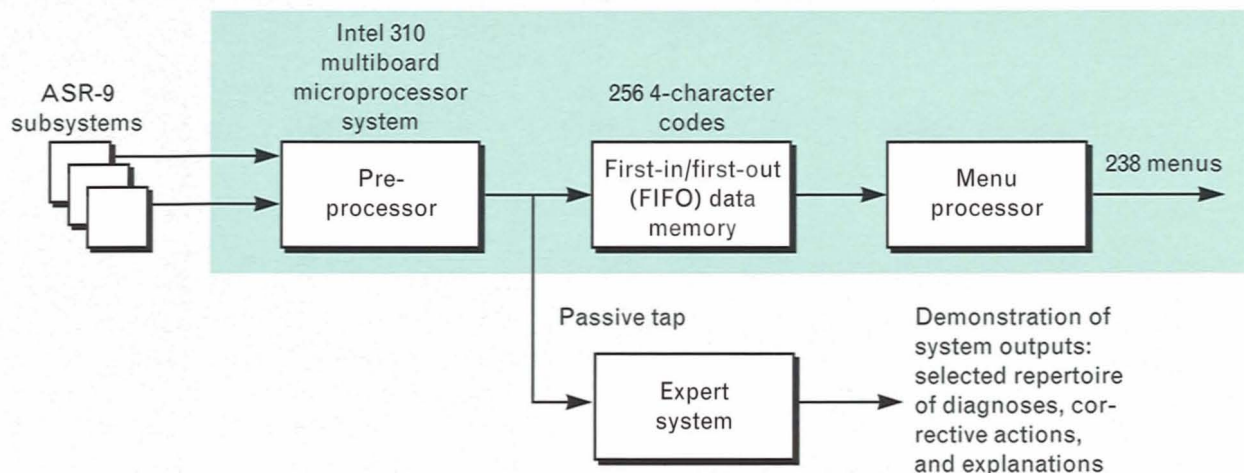 Intel 310
multiboard
microprocessor
system
ASR-9
subsystems
256 4-character
codes
Pre-
processor
First-in/first-out
(FIFO) data
memory
Menu
processor
238 menus
Passive tap
Expert
system
Demonstration of
system outputs:
selected repertoire
of diagnoses, cor-
rective actions,
and explanations